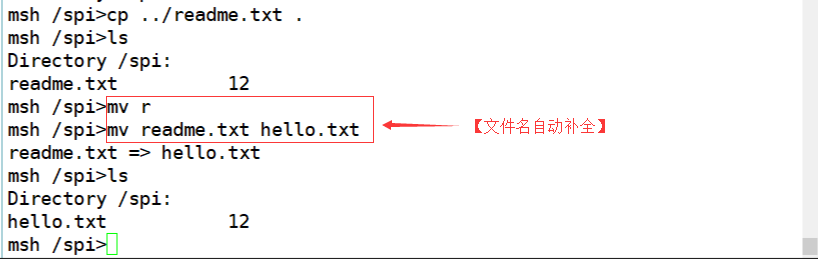 msh /spi>cp ../readme.txt .
msh /spi>ls
Directory /spi:
readme.txt          12
msh /spi>mv r
msh /spi>mv readme.txt hello.txt
【文件名自动补全】
readme.txt => hello.txt
msh /spi>ls
Directory /spi:
hello.txt           12
msh /spi>